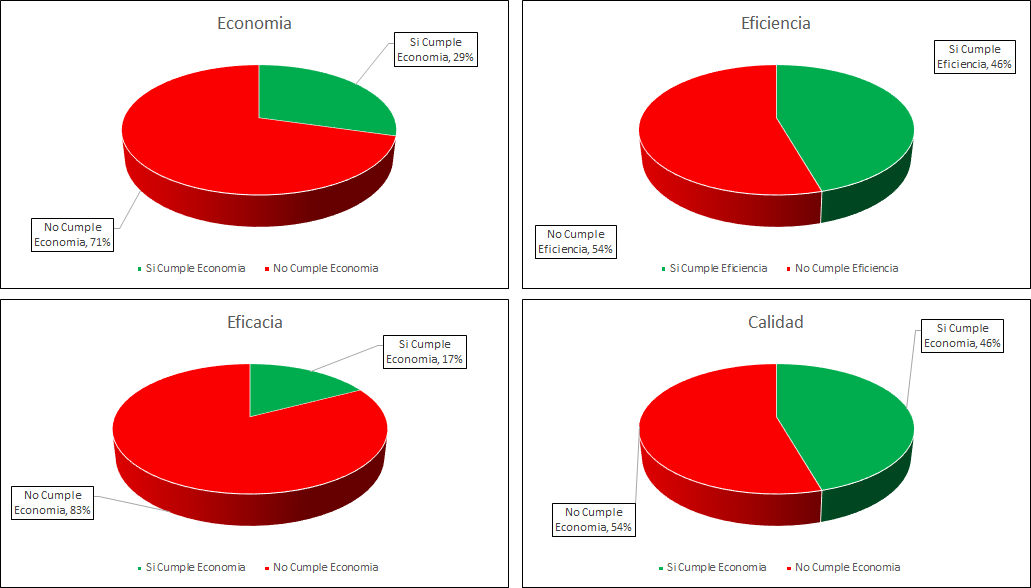 Economia
Si Cumple
Economia, 29%
No Cumple
Economia, 71%
Si Cumple Economia
No Cumple Economia
Eficiencia
Si Cumple
Eficiencia, 46%
No Cumple
Eficiencia, 54%
Si Cumple Eficiencia
No Cumple Eficiencia
Eficacia
Si Cumple
Economia, 17%
No Cumple
Economia, 83%
Si Cumple Economia
No Cumple Economia
Calidad
Si Cumple
Economia, 46%
No Cumple
Economia, 54%
Si Cumple Economia
No Cumple Economia